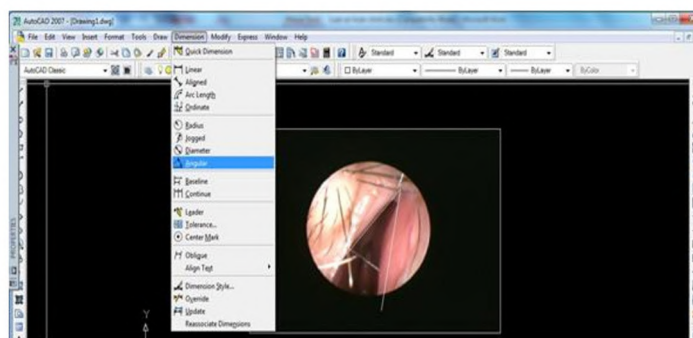 AutoCAD 2007 - [Drawing1.dwg]
File Edit View Insert Format Tools Draw Dimension Modify Express Window Help
Standard Standard Standard
AutoCAD Classic ByLayer ByLayer ByLayer ByColor
Quick Dimension
Linear
Aligned
Arc Length
Ordinate
Radius
Jogged
Diameter
Angular
Baseline
Continue
Leader
Tolerance...
Center Mark
Oblique
Align Text
Dimension Style...
Override
Update
Reassociate Dimensions
PROPERTIES
Y